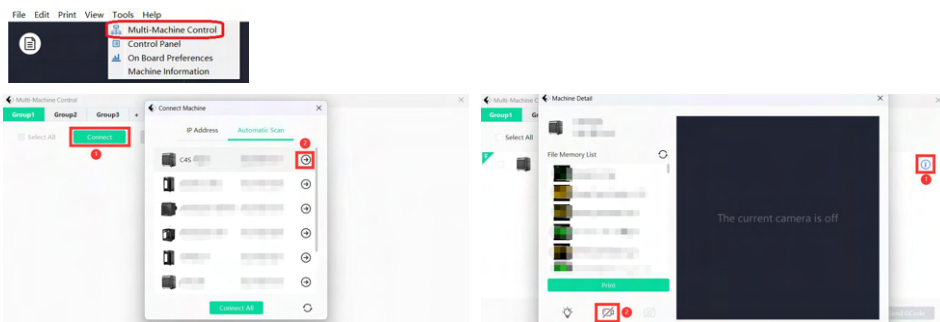 File Edit Print View Tools Help
Multi-Machine Control
Control Panel
On Board Preferences
Machine Information
Multi-Machine Control
Group1 Group2 Group3 +
Select All
Connect
1
Connect Machine
IP Address Automatic Scan
2
C4S
Connect All
Multi-Machine C
Group1
Select All
Machine Detail
File Memory List
The current camera is off
Print
2
1